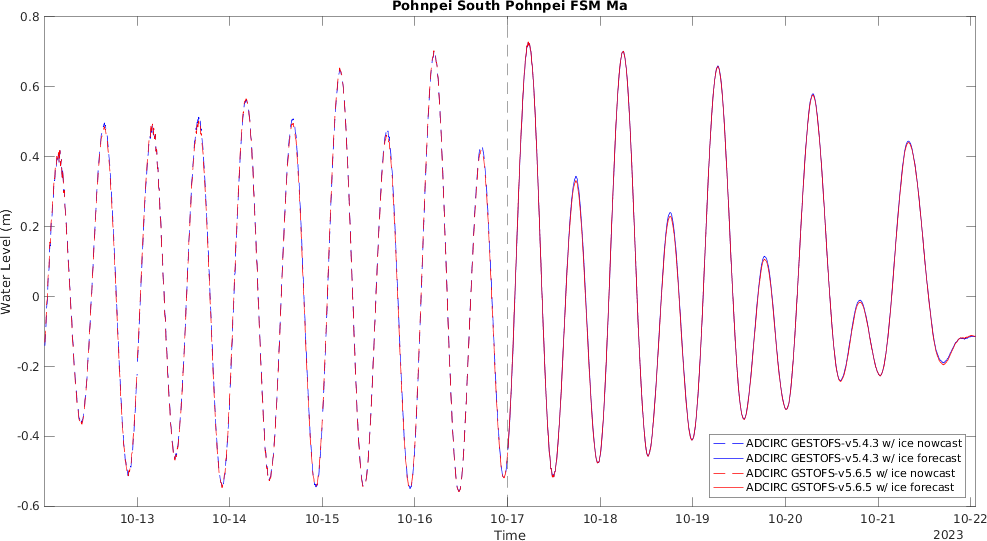 Pohnpei South Pohnpei FSM Ma
0.8
0.6
0.4
0.2
0
-0.2
-0.4
-0.6
Water Level (m)
10-13 10-14 10-15 10-16 10-17 10-18 10-19 10-20 10-21 10-22
Time
2023
ADCIRC GESTOFS-v5.4.3 w/ ice nowcast
ADCIRC GESTOFS-v5.4.3 w/ ice forecast
ADCIRC GSTOFS-v5.6.5 w/ ice nowcast
ADCIRC GSTOFS-v5.6.5 w/ ice forecast